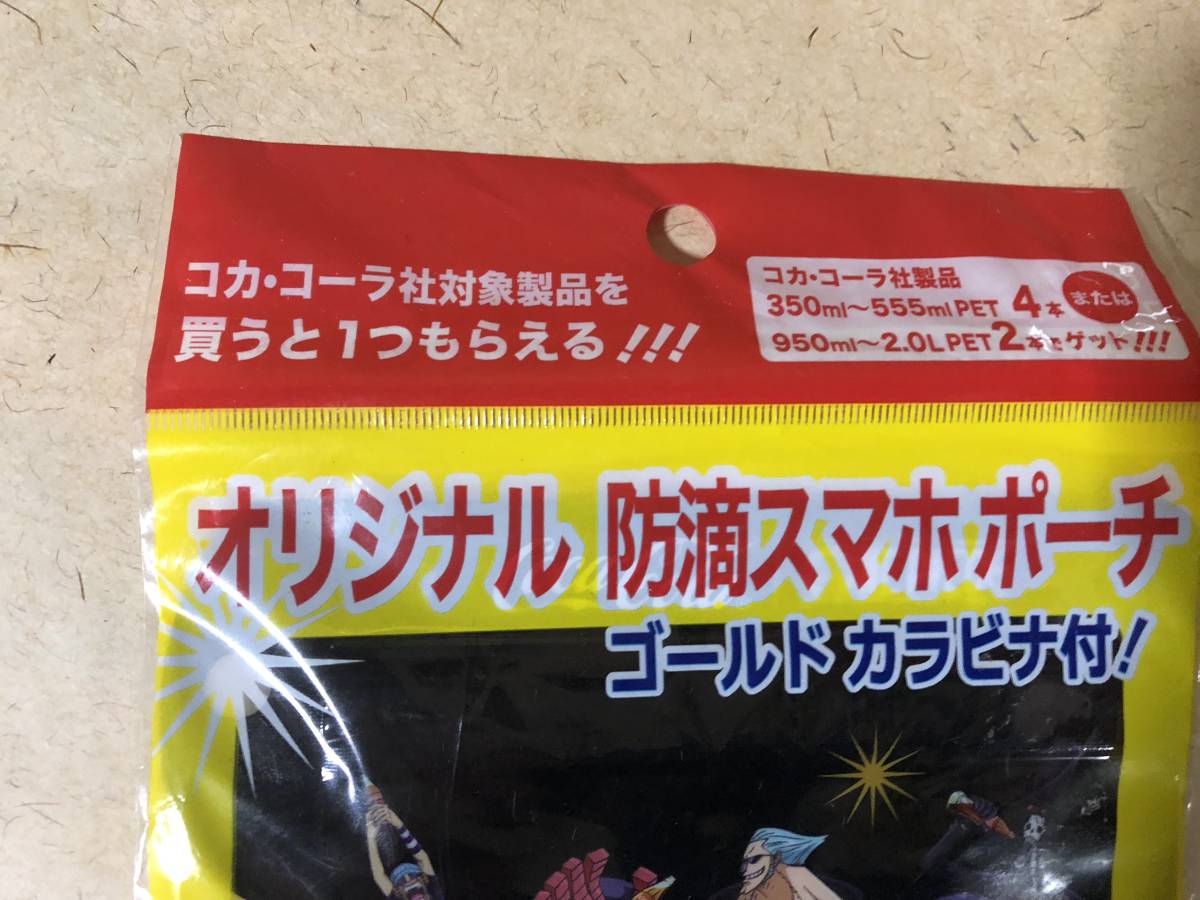 コカ・コーラ社対象製品を
買うと1つもらえる!!!
コカ・コーラ社製品
350ml〜555ml PET 4本 または
950ml〜2.0L PET 2本でゲット!!!
オリジナル 防滴スマホポーチ
ゴールド カラビナ付!